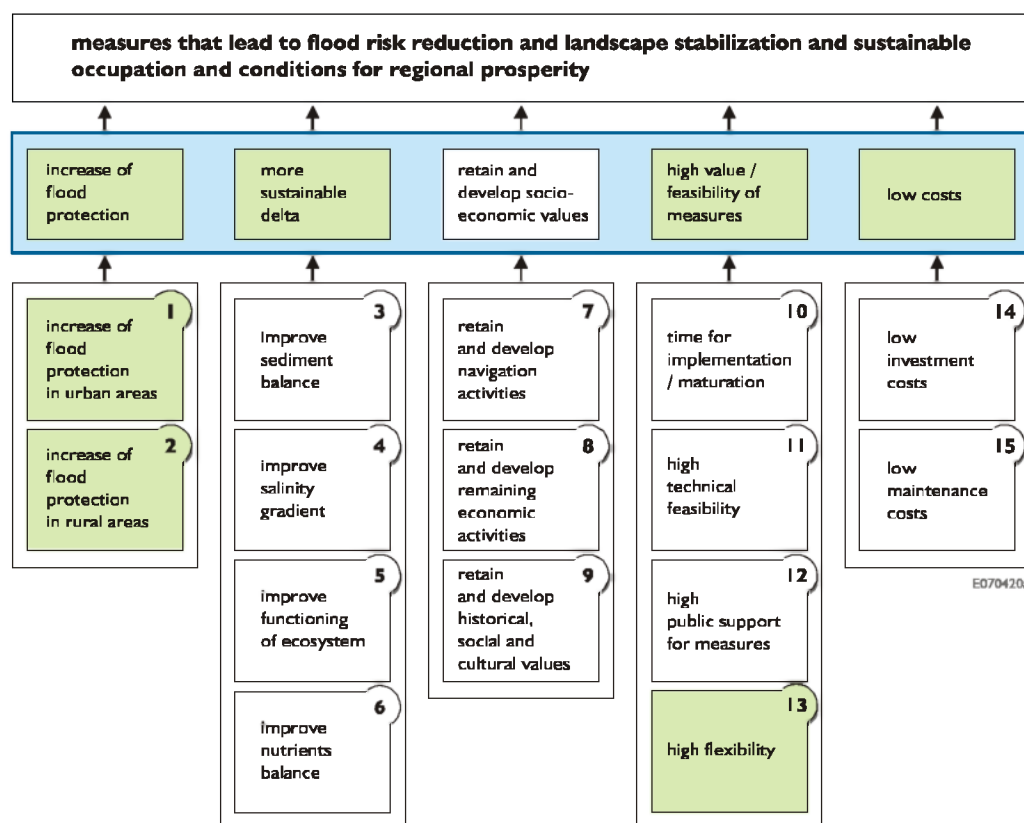 measures that lead to flood risk reduction and landscape stabilization and sustainable
occupation and conditions for regional prosperity
increase of
flood
protection
more
sustainable
delta
retain and
develop socio-
economic values
high value /
feasibility of
measures
low costs
1
increase of
flood
protection
in urban areas
2
increase of
flood
protection
in rural areas
3
improve
sediment
balance
4
improve
salinity
gradient
5
improve
functioning
of ecosystem
6
improve
nutrients
balance
7
retain
and develop
navigation
activities
8
retain
and develop
remaining
economic
activities
9
retain
and develop
historical,
social and
cultural values
10
time for
implementation
/ maturation
11
high
technical
feasibility
12
high
public support
for measures
13
high flexibility
14
low
investment
costs
15
low
maintenance
costs